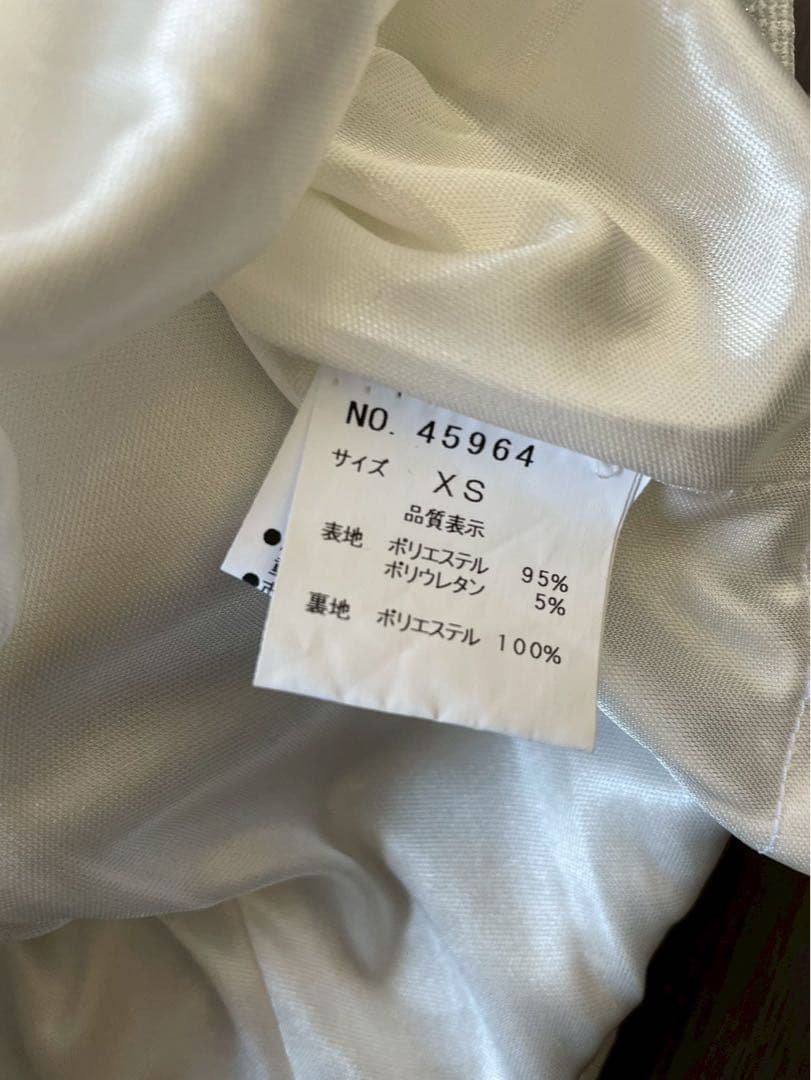 NO. 45964
サイズ XS
品質表示
表地 ポリエステル 95%
ポリウレタン 5%
裏地 ポリエステル 100%